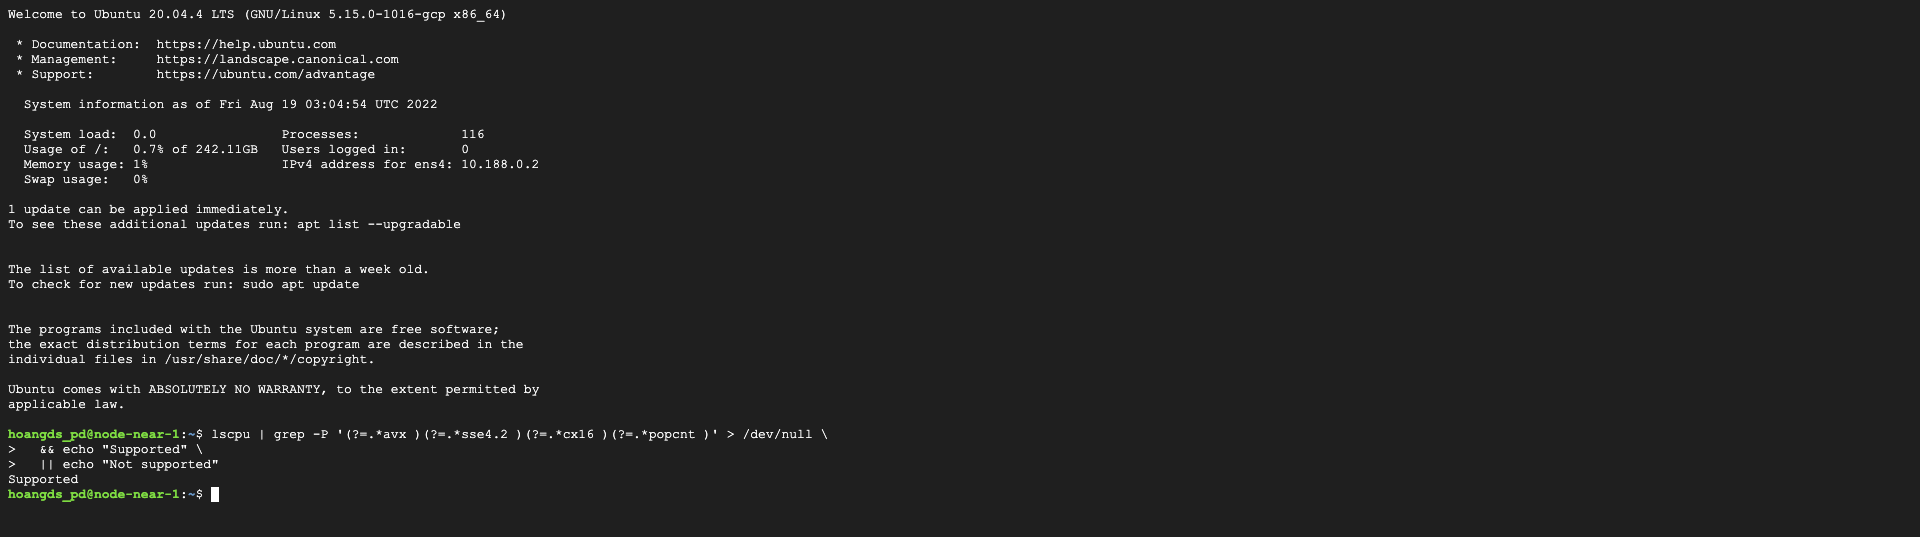 Welcome to Ubuntu 20.04.4 LTS (GNU/Linux 5.15.0-1016-gcp x86_64)
* Documentation:  https://help.ubuntu.com
* Management:     https://landscape.canonical.com
* Support:        https://ubuntu.com/advantage
System information as of Fri Aug 19 03:04:54 UTC 2022
System load:  0.0                Processes:             116
Usage of /:   0.7% of 242.11GB   Users logged in:       0
Memory usage: 1%                 IPv4 address for ens4: 10.188.0.2
Swap usage:   0%
1 update can be applied immediately.
To see these additional updates run: apt list --upgradable
The list of available updates is more than a week old.
To check for new updates run: sudo apt update
The programs included with the Ubuntu system are free software;
the exact distribution terms for each program are described in the
individual files in /usr/share/doc/*/copyright.
Ubuntu comes with ABSOLUTELY NO WARRANTY, to the extent permitted by
applicable law.
hoangds_pd@node-near-1:~$ lscpu | grep -P '(?=.*avx )(?=.*sse4.2 )(?=.*cx16 )(?=.*popcnt )' > /dev/null \
>   && echo "Supported" \
>   || echo "Not supported"
Supported
hoangds_pd@node-near-1:~$